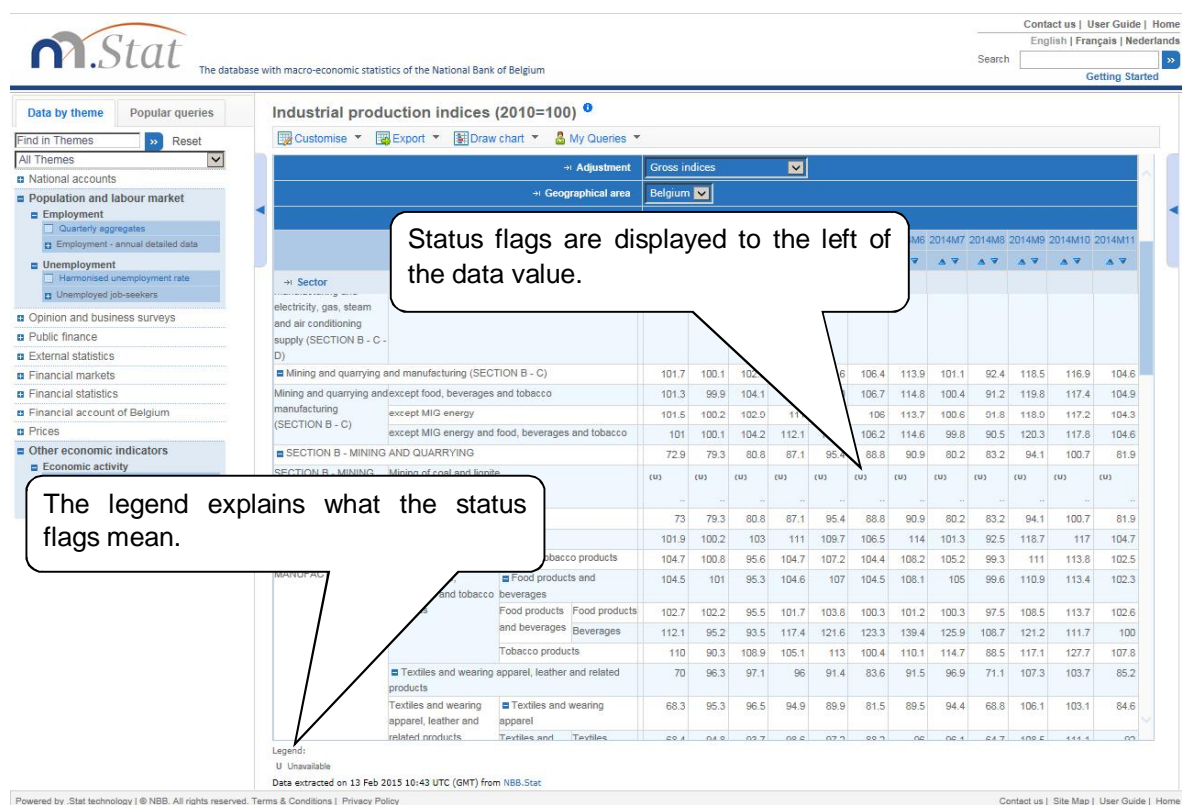 Contact us | User Guide | Home
English | Français | Nederlands
n.Stat
The database with macro-economic statistics of the National Bank of Belgium
Search
»
Getting Started
Data by theme
Popular queries
Find in Themes
» Reset
All Themes
National accounts
Population and labour market
Employment
Quarterly aggregates
Employment - annual detailed data
Unemployment
Harmonised unemployment rate
Unemployed job-seekers
Opinion and business surveys
Public finance
External statistics
Financial markets
Financial statistics
Financial account of Belgium
Prices
Other economic indicators
Economic activity
Industrial production indices (2010=100)
Customise Export Draw chart My Queries
Adjustment Gross indices
Geographical area Belgium
Status flags are displayed to the left of
the data value.
M6 2014M7 2014M8 2014M9 2014M10 2014M11
Sector
electricity, gas, steam
and air conditioning
supply (SECTION B - C -
D)
Mining and quarrying and manufacturing (SECTION B - C) 101.7 100.1 106.4 113.9 101.1 92.4 118.5 116.9 104.6
Mining and quarrying and manufacturing (SECTION B - C)
except food, beverages and tobacco 101.3 99.9 104.1 106.7 114.8 100.4 91.2 119.8 117.4 104.9
except MIG energy 101.5 100.2 102.9 106 113.7 100.6 91.8 118.9 117.2 104.3
except MIG energy and food, beverages and tobacco 101 100.1 104.2 112.1 106.2 114.6 99.8 90.5 120.3 117.8 104.6
SECTION B - MINING AND QUARRYING 72.9 79.3 80.8 87.1 95.4 88.8 90.9 80.2 83.2 94.1 100.7 81.9
SECTION B - MINING Mining of coal and lignite (U) (U) (U) (U) (U) (U) (U) (U) (U) (U) (U) (U)
.. .. .. .. .. .. .. .. .. .. .. ..
73 79.3 80.8 87.1 95.4 88.8 90.9 80.2 83.2 94.1 100.7 81.9
The legend explains what the status
flags mean.
101.9 100.2 103 111 109.7 106.5 114 101.3 92.5 118.7 117 104.7
tobacco products 104.7 100.8 95.6 104.7 107.2 104.4 108.2 105.2 99.3 111 113.8 102.5
MANUFAC
and tobacco
Food products and
beverages 104.5 101 95.3 104.6 107 104.5 108.1 105 99.6 110.9 113.4 102.3
Food products
and beverages
Food products 102.7 102.2 95.5 101.7 103.8 100.3 101.2 100.3 97.5 108.5 113.7 102.6
Beverages 112.1 95.2 93.5 117.4 121.6 123.3 139.4 125.9 108.7 121.2 111.7 100
Tobacco products 110 90.3 108.9 105.1 113 100.4 110.1 114.7 88.5 117.1 127.7 107.8
Textiles and wearing apparel, leather and related
products 70 96.3 97.1 96 91.4 83.6 91.5 96.9 71.1 107.3 103.7 85.2
Textiles and wearing
apparel, leather and
related products
Textiles and wearing
apparel 68.3 95.3 96.5 94.9 89.9 81.5 89.5 94.4 68.8 106.1 103.1 84.6
Textiles and Textiles
Legend:
U Unavailable
Data extracted on 13 Feb 2015 10:43 UTC (GMT) from NBB.Stat
Powered by .Stat technology | © NBB. All rights reserved. Terms & Conditions | Privacy Policy
Contact us | Site Map | User Guide | Home